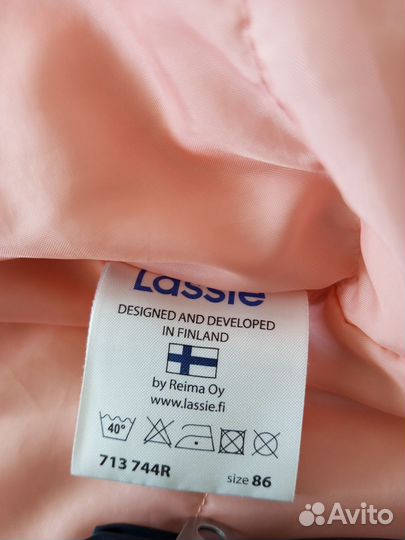 Lassie
DESIGNED AND DEVELOPED
IN FINLAND
by Reima Oy
www.lassie.fi
40°
713 744R size 86
Avito